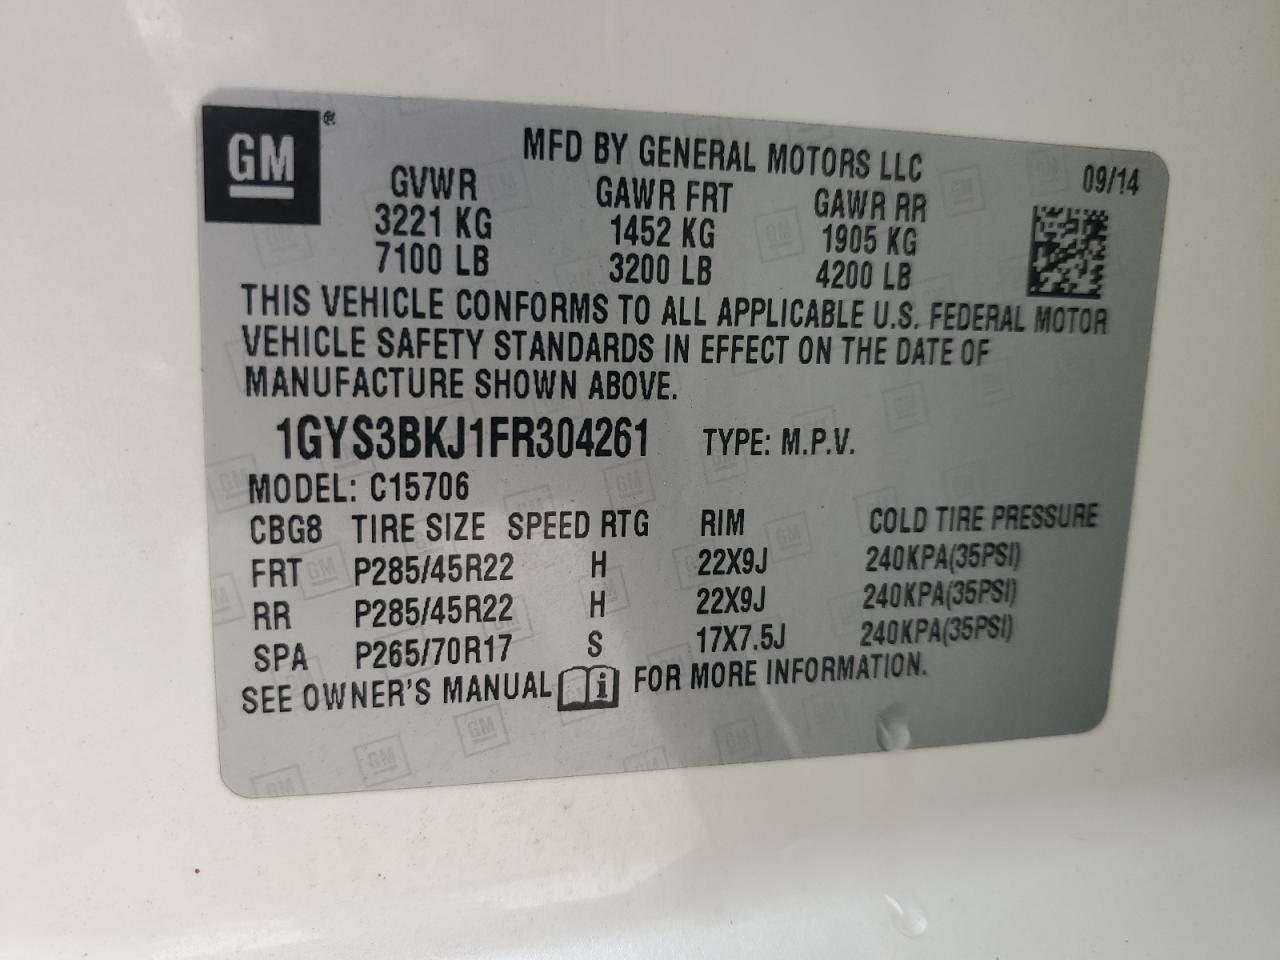 GM®
MFD BY GENERAL MOTORS LLC
09/14
GVWR GAWR FRT GAWR RR
3221 KG 1452 KG 1905 KG
7100 LB 3200 LB 4200 LB
THIS VEHICLE CONFORMS TO ALL APPLICABLE U.S. FEDERAL MOTOR
VEHICLE SAFETY STANDARDS IN EFFECT ON THE DATE OF
MANUFACTURE SHOWN ABOVE.
1GYS3BKJ1FR304261 TYPE: M.P.V.
MODEL: C15706
CBG8 TIRE SIZE SPEED RTG RIM COLD TIRE PRESSURE
FRT P285/45R22 H 22X9J 240KPA(35PSI)
RR P285/45R22 H 22X9J 240KPA(35PSI)
SPA P265/70R17 S 17X7.5J 240KPA(35PSI)
SEE OWNER'S MANUAL i FOR MORE INFORMATION.